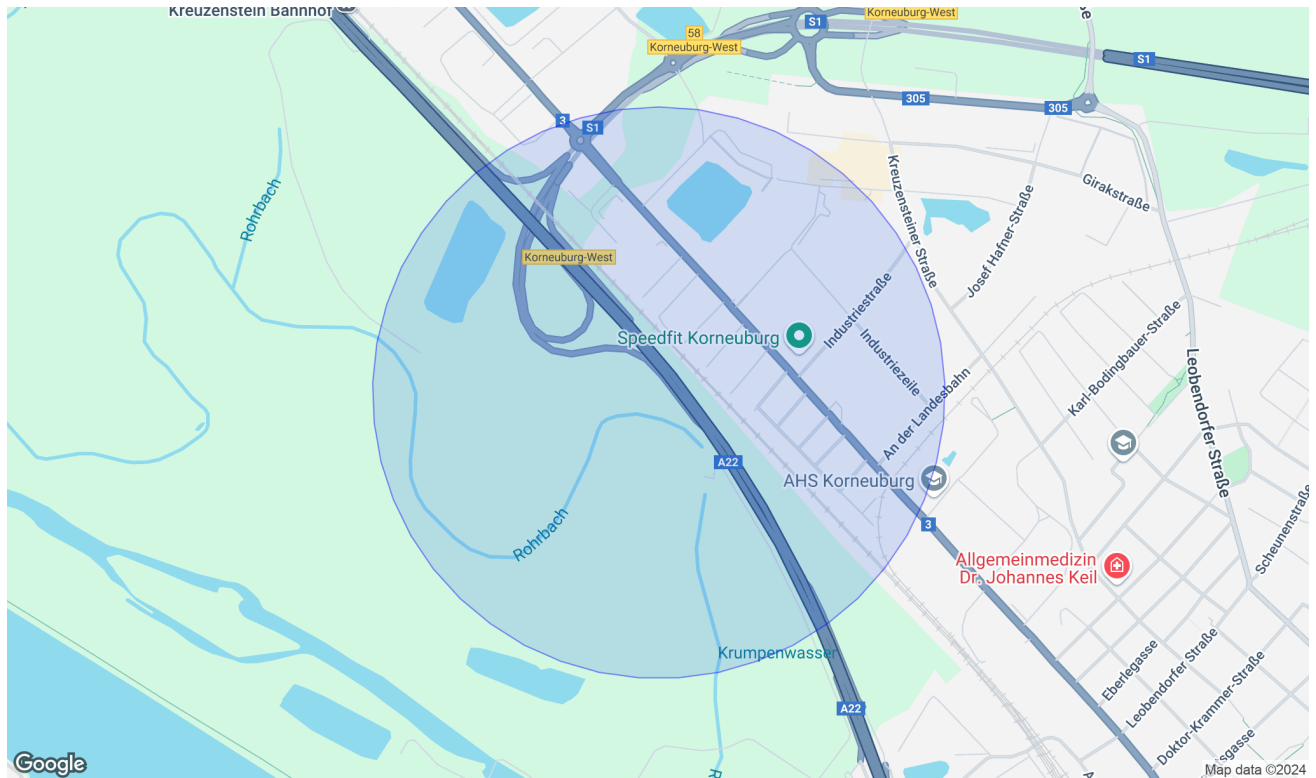 Kreuzenstein Bahnhof
Korneuburg-West
S1
58
Korneuburg-West
S1
305
305
3
S1
Kreuzensteiner Straße
Girakstraße
Rohrbach
Josef Hafner-Straße
Korneuburg-West
Industriestraße
Speedfit Korneuburg
Industriezeile
Karl-Bodingbauer-Straße
Leobendorfer Straße
An der Landesbahn
A22
AHS Korneuburg
3
Rohrbach
Scheunenstraße
Allgemeinmedizin
Dr. Johannes Keil
Krumpenwasser
Eberlegasse
Leobendorfer Straße
Doktor-Krammer-Straße
A22
Google
Map data ©2024